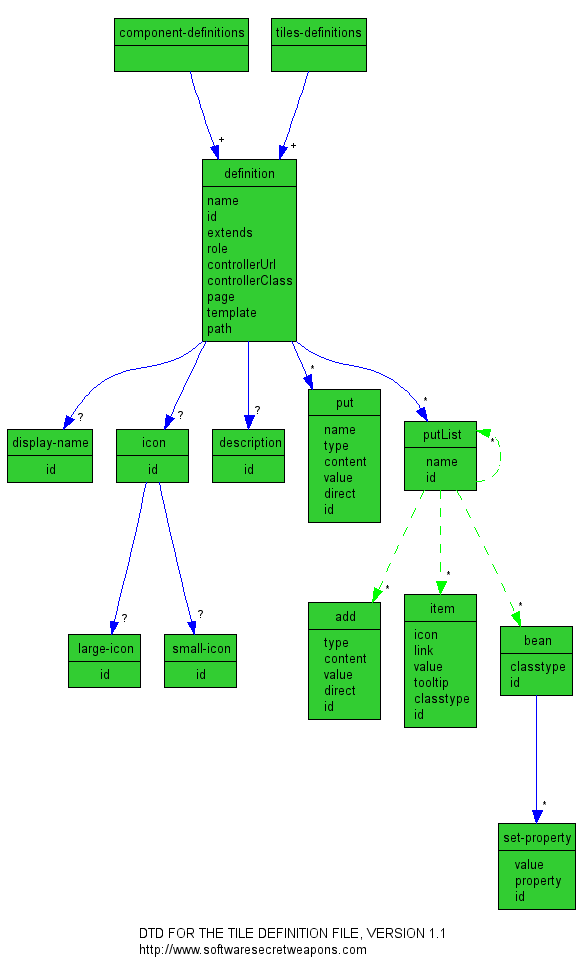 component-definitions
tiles-definitions
+
+
definition
name
id
extends
role
controllerUrl
controllerClass
page
template
path
?
?
?
*
*
display-name
id
icon
id
description
id
put
name
type
content
value
direct
id
putList
name
id
*
?
?
*
*
*
large-icon
id
small-icon
id
add
type
content
value
direct
id
item
icon
link
value
tooltip
classtype
id
bean
classtype
id
*
set-property
value
property
id
DTD FOR THE TILE DEFINITION FILE, VERSION 1.1
http://www.softwaresecretweapons.com